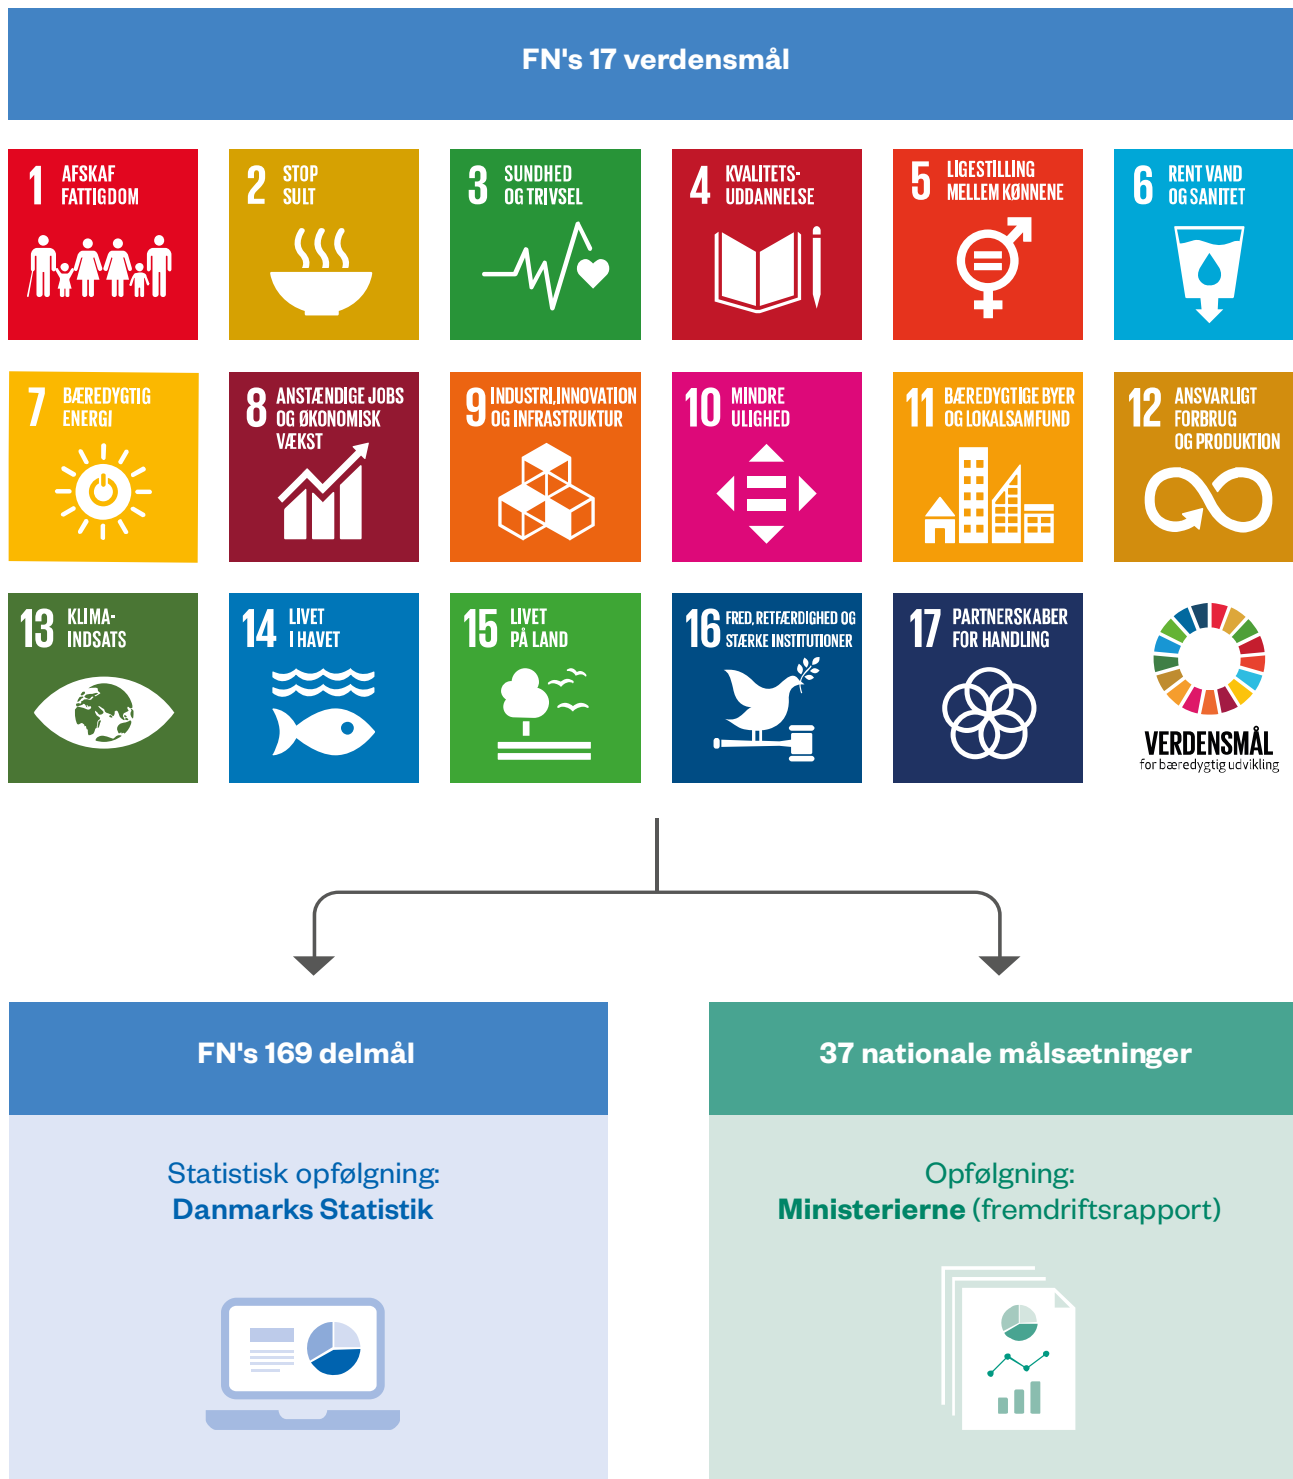 FN's 17 verdensmål
1 AFSKAF
FATTIGDOM
2 STOP
SULT
3 SUNDHED
OG TRIVSEL
4 KVALITETS-
UDDANNELSE
5 LIGESTILLING
MELLEM KØNNENE
6 RENT VAND
OG SANITET
7 BÆREDYGTIG
ENERGI
8 ANSTÆNDIGE JOBS
OG ØKONOMISK
VÆKST
9 INDUSTRI, INNOVATION
OG INFRASTRUKTUR
10 MINDRE
ULIGHED
11 BÆREDYGTIGE BYER
OG LOKALSAMFUND
12 ANSVARLIGT
FORBRUG
OG PRODUKTION
13 KLIMA-
INDSATS
14 LIVET
I HAVET
15 LIVET
PÅ LAND
16 FRED, RETFÆRDIGHED OG
STÆRKE INSTITUTIONER
17 PARTNERSKABER
FOR HANDLING
VERDENSMÅL
for bæredygtig udvikling
FN's 169 delmål
Statistisk opfølgning:
Danmarks Statistik
37 nationale målsætninger
Opfølgning:
Ministerierne (fremdriftsrapport)